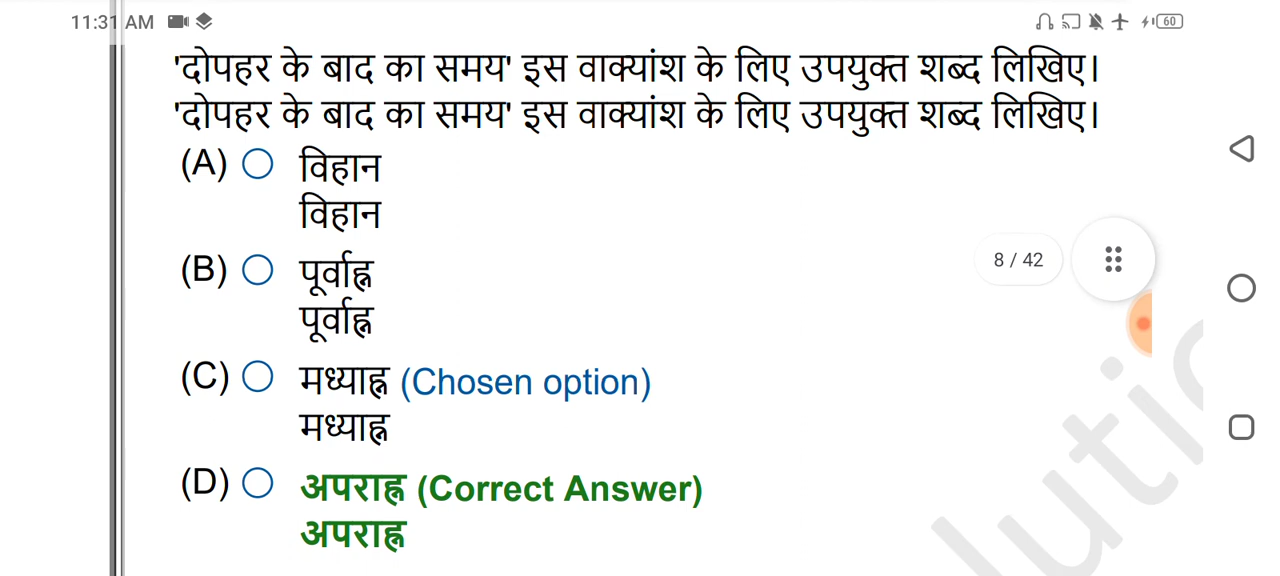 11:31 AM
60
'दोपहर के बाद का समय' इस वाक्यांश के लिए उपयुक्त शब्द लिखिए।
'दोपहर के बाद का समय' इस वाक्यांश के लिए उपयुक्त शब्द लिखिए।
(A) विहान
विहान
(B) पूर्वाह्न
पूर्वाह्न
8 / 42
(C) मध्याह्न (Chosen option)
मध्याह्न
(D) अपराह्न (Correct Answer)
अपराह्न